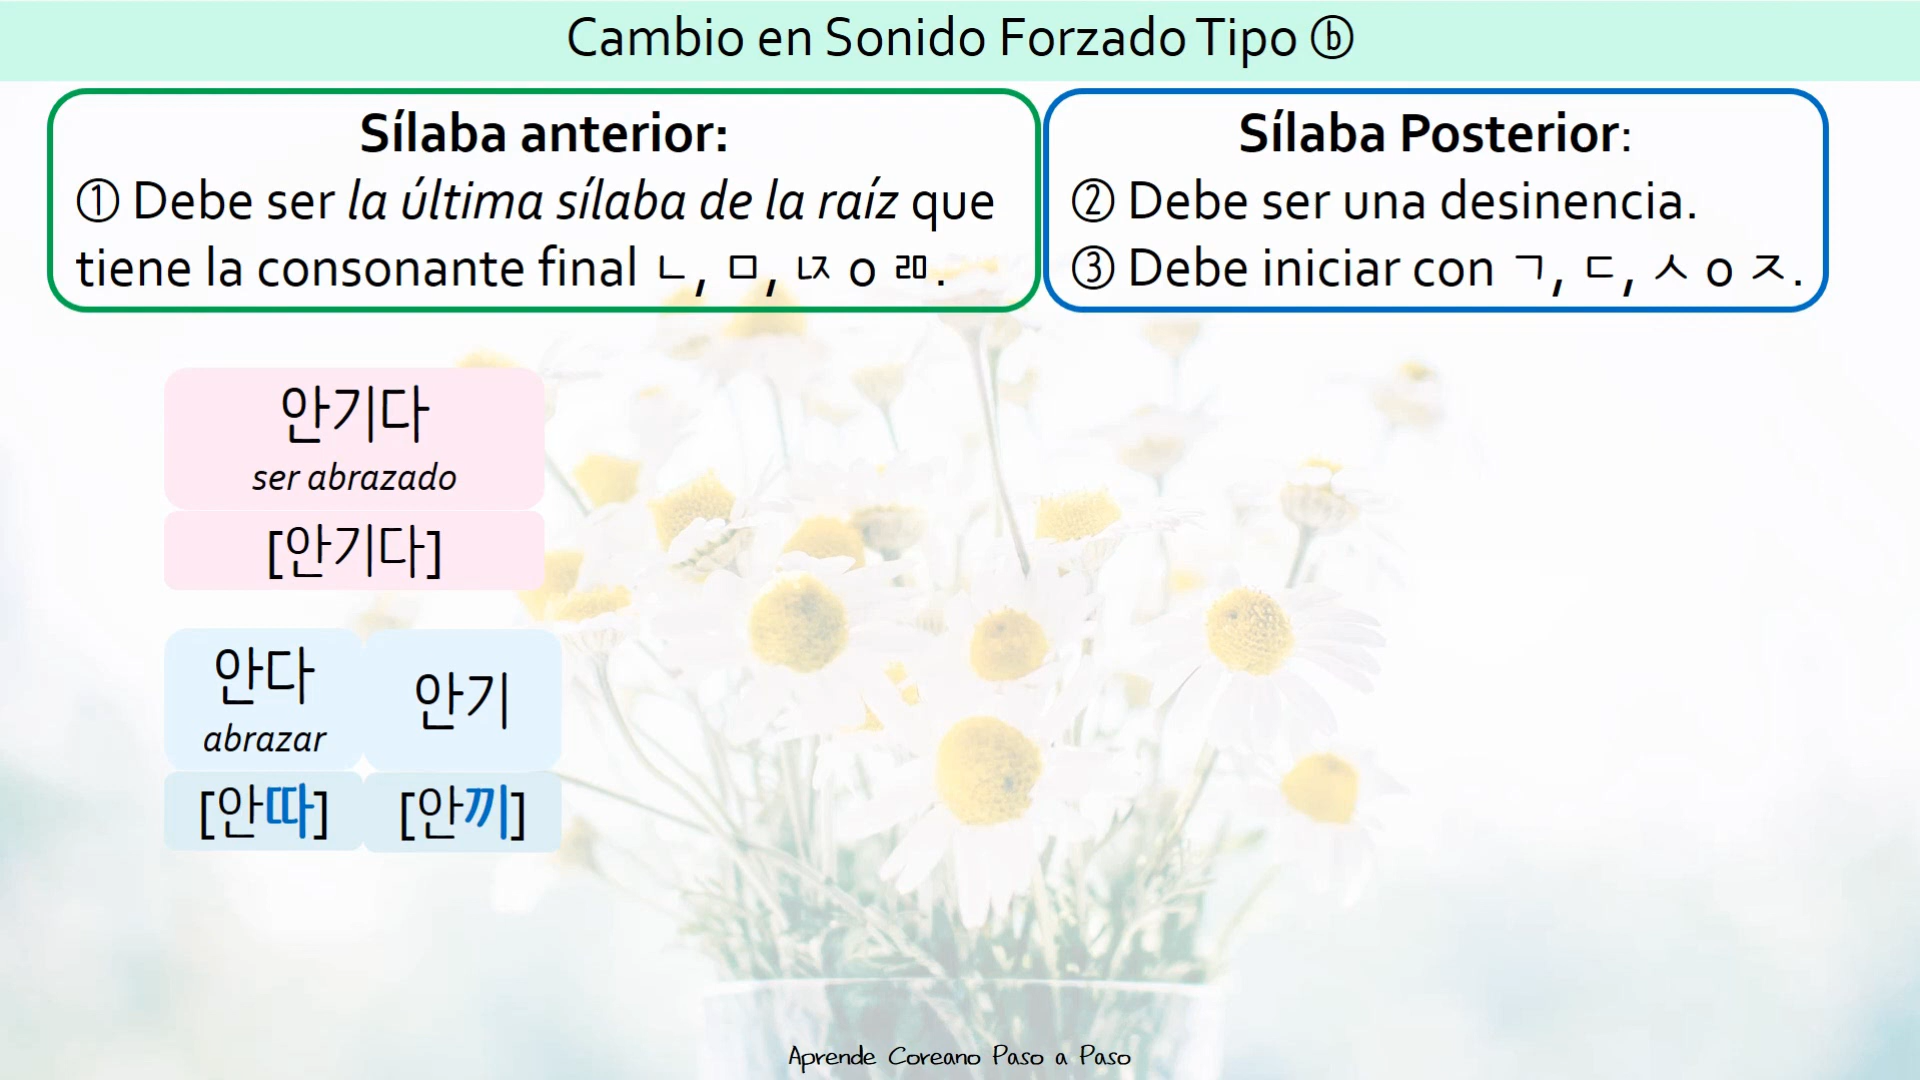 Cambio en Sonido Forzado Tipo ⓑ
Sílaba anterior:
① Debe ser la última sílaba de la raíz que
tiene la consonante final ㄴ, ㅁ, ㄵ o ㄻ.
Sílaba Posterior:
② Debe ser una desinencia.
③ Debe iniciar con ㄱ, ㄷ, ㅅ o ㅈ.
안기다
ser abrazado
[안기다]
안다
abrazar
[안따]
안기
[안끼]
Aprende Coreano Paso a Paso